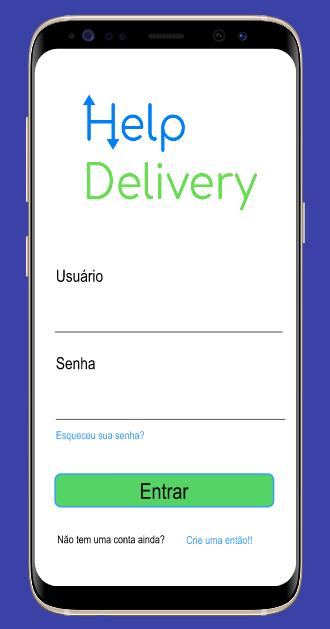 Help
Delivery
Usuário
Senha
Esqueceu sua senha?
Entrar
Não tem uma conta ainda? Crie uma então!!